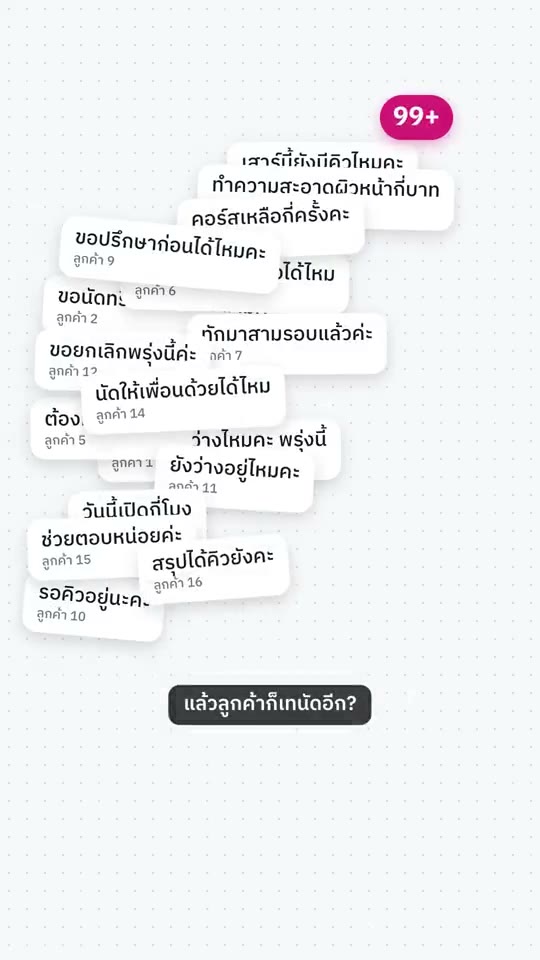 99+
เสาร์นี้ยังมีคิวไหมคะ
ทำความสะอาดผิวหน้ากี่บาท
คอร์สเหลือกี่ครั้งคะ
ขอปรึกษาก่อนได้ไหมคะ
ลูกค้า 9
ได้ไหม
ลูกค้า 6
ขอนัด
ลูกค้า 2
ทักมาสามรอบแล้วค่ะ
ลูกค้า 7
ขอยกเลิกพรุ่งนี้ค่ะ
ลูกค้า 12
นัดให้เพื่อนด้วยได้ไหม
ลูกค้า 14
ต้อง
ลูกค้า 5
ว่างไหมคะ พรุ่งนี้
ลูกค้า 1
ยังว่างอยู่ไหมคะ
ลูกค้า 11
วันนี้เปิดกี่โมง
ช่วยตอบหน่อยค่ะ
ลูกค้า 15
สรุปได้คิวยังคะ
ลูกค้า 16
รอคิวอยู่นะคะ
ลูกค้า 10
แล้วลูกค้าก็เทนัดอีก?